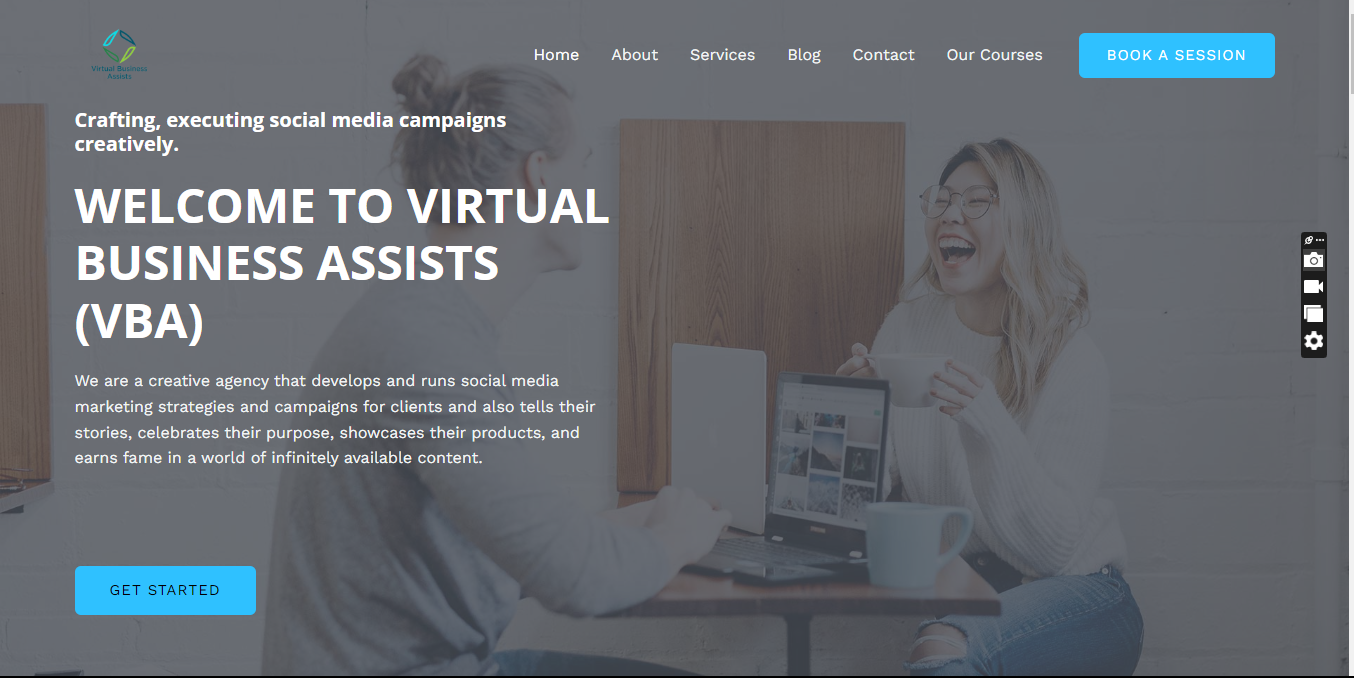 Virtual Business
Assists
Home
About
Services
Blog
Contact
Our Courses
BOOK A SESSION
Crafting, executing social media campaigns
creatively.
WELCOME TO VIRTUAL
BUSINESS ASSISTS
(VBA)
We are a creative agency that develops and runs social media
marketing strategies and campaigns for clients and also tells their
stories, celebrates their purpose, showcases their products, and
earns fame in a world of infinitely available content.
GET STARTED